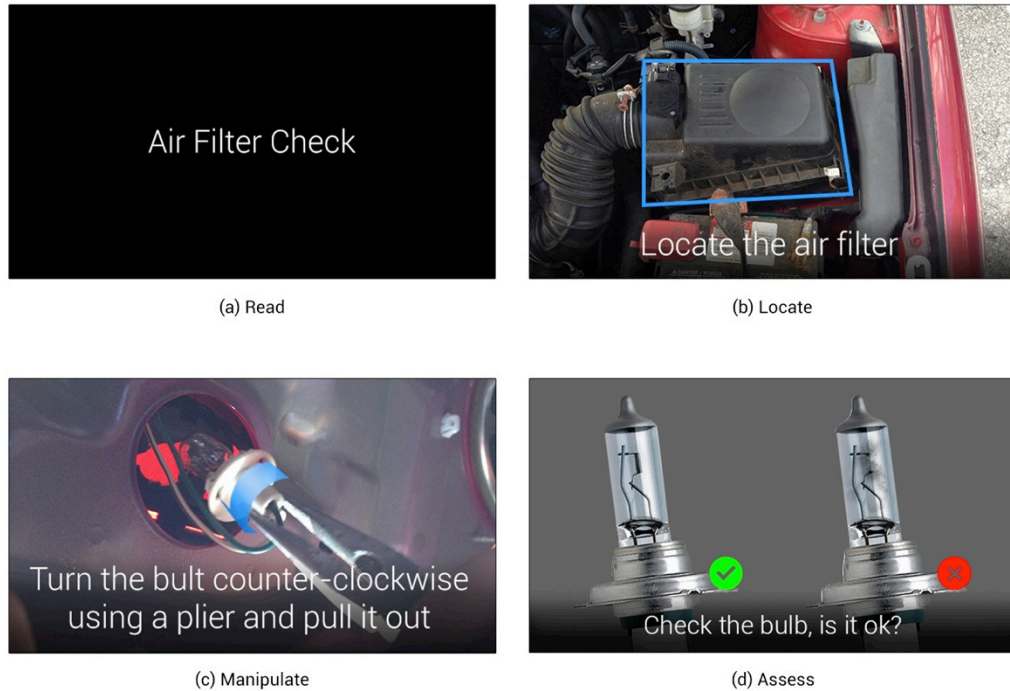 Air Filter Check
(a) Read
Locate the air filter
(b) Locate
Turn the bult counter-clockwise
using a plier and pull it out
(c) Manipulate
Check the bulb, is it ok?
(d) Assess